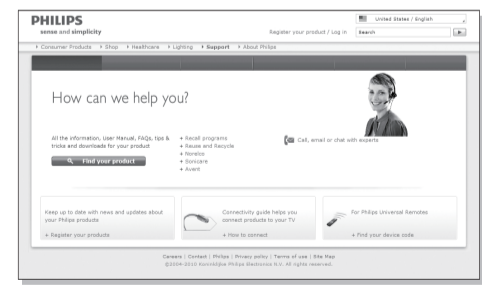 PHILIPS
sense and simplicity
United States / English
Register your product / Log in
Search
Consumer Products
Shop
Healthcare
Lighting
Support
About Philips
How can we help you?
All the information, User Manual, FAQs, tips &
tricks and downloads for your product
Find your product
+ Recall programs
+ Reuse and Recycle
+ Norelco
+ Sonicare
+ Avent
Call, email or chat with experts
Keep up to date with news and updates about
your Philips products
+ Register your products
Connectivity guide helps you
connect products to your TV
+ How to connect
For Philips Universal Remotes
+ Find your device code
Careers | Contact | Philips | Privacy policy | Terms of use | Site Map
©2004-2010 Koninklijke Philips Electronics N.V. All rights reserved.